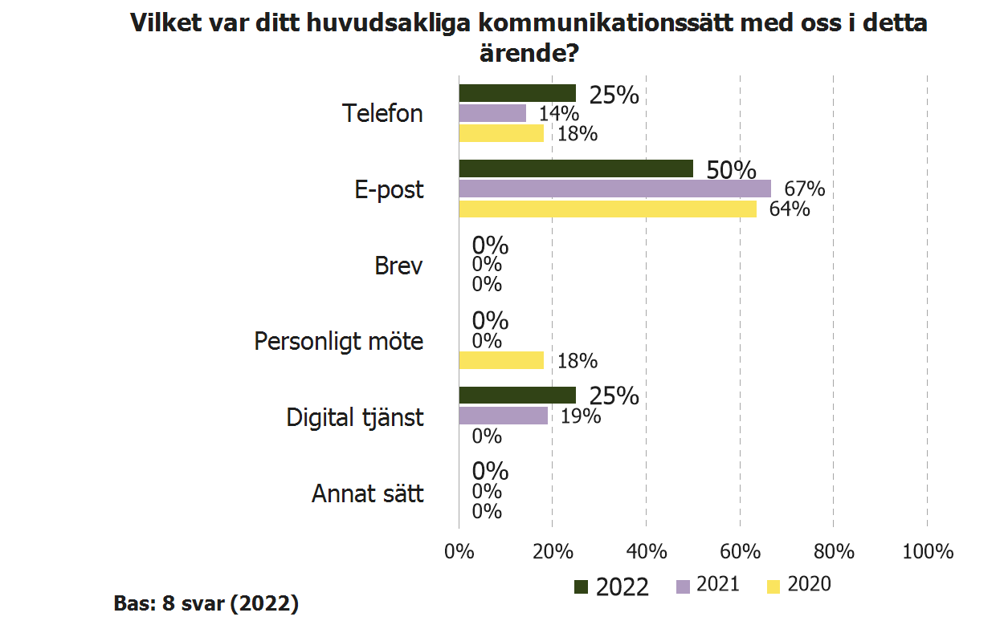 Vilket var ditt huvudsakliga kommunikationssätt med oss i detta
ärende?
Telefon
25%
14%
18%
E-post
50%
67%
64%
Brev
0%
0%
0%
Personligt möte
0%
0%
18%
Digital tjänst
25%
19%
0%
Annat sätt
0%
0%
0%
0% 20% 40% 60% 80% 100%
2022 2021 2020
Bas: 8 svar (2022)